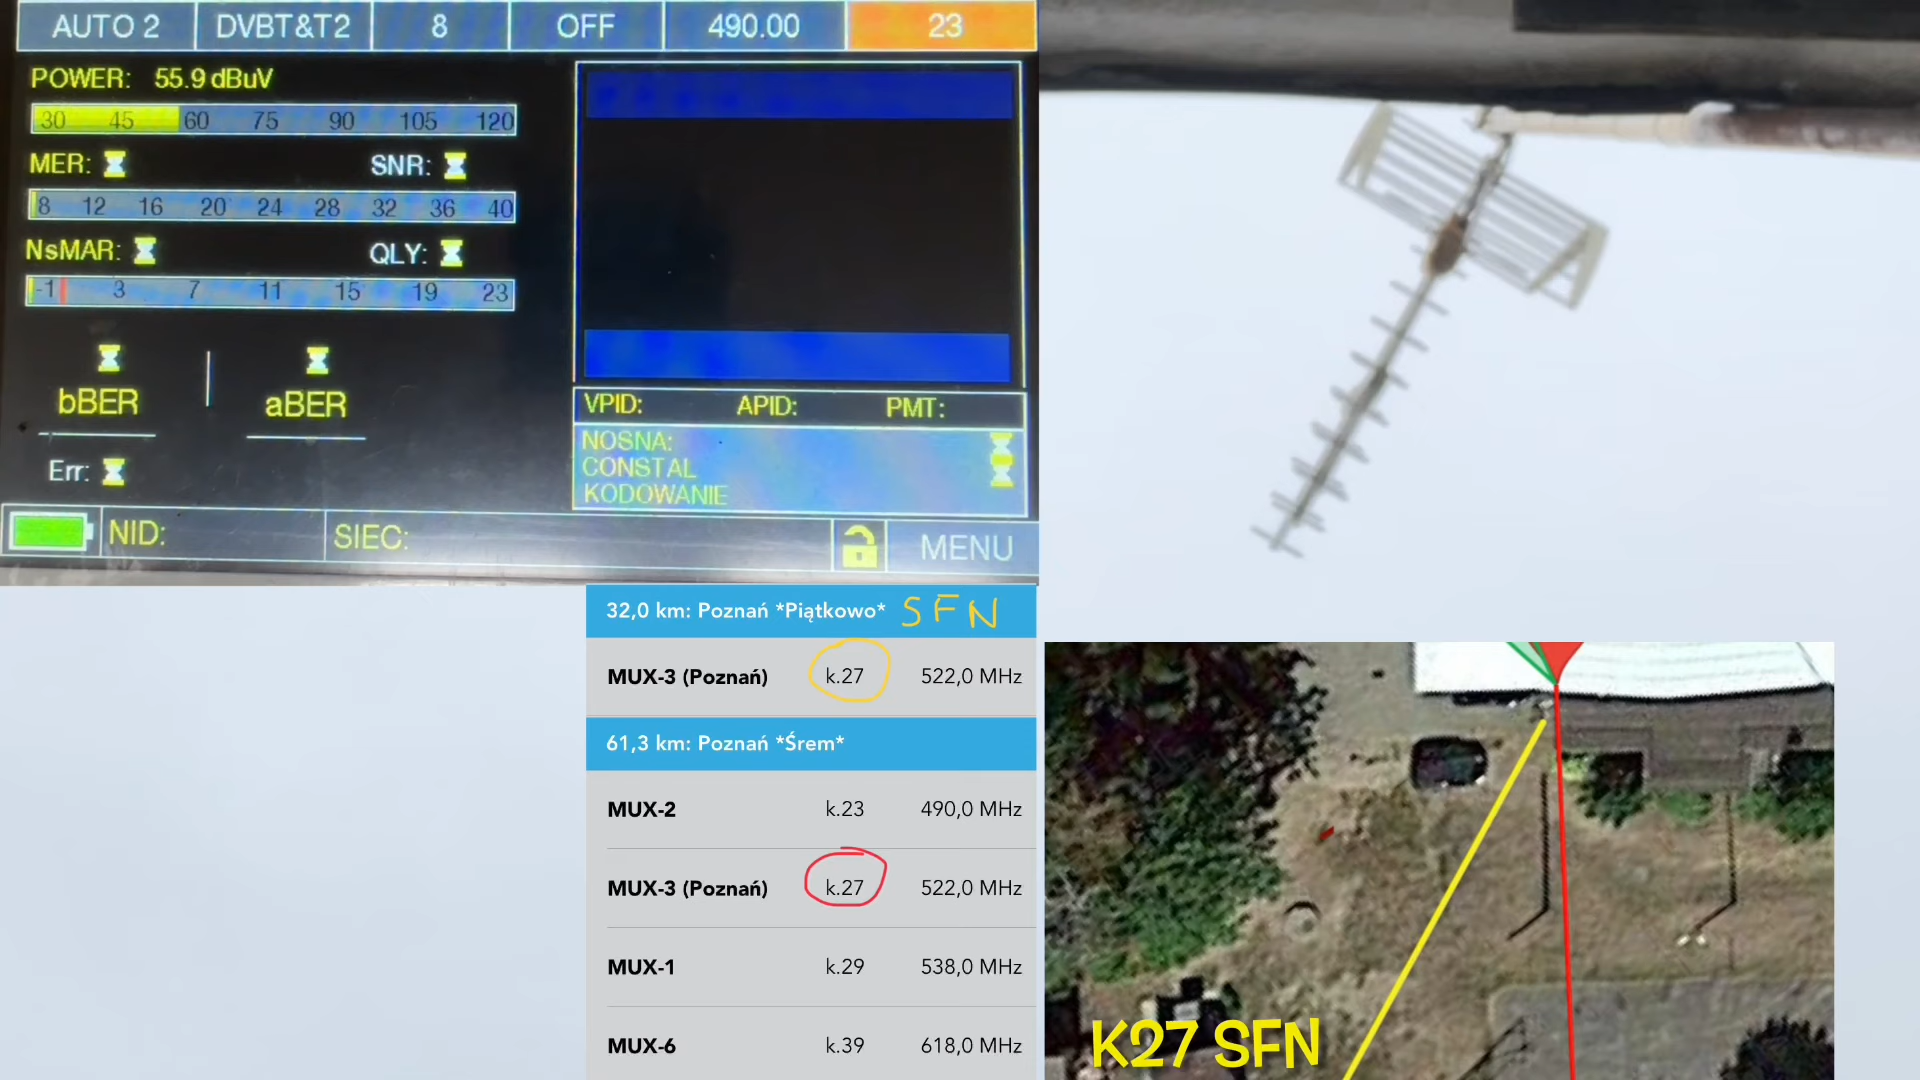 AUTO 2 DVBT&T2 8 OFF 490.00 23
POWER: 55.9 dBuV
30 45 60 75 90 105 120
MER: SNR:
8 12 16 20 24 28 32 36 40
NsMAR: QLY:
-1 3 7 11 15 19 23
bBER aBER
Err:
VPID: APID: PMT:
NOSNA:
CONSTAL
KODOWANIE
NID: SIEC: MENU
32,0 km: Poznań *Piątkowo* SFN
MUX-3 (Poznań) k.27 522,0 MHz
61,3 km: Poznań *Śrem*
MUX-2 k.23 490,0 MHz
MUX-3 (Poznań) k.27 522,0 MHz
MUX-1 k.29 538,0 MHz
MUX-6 k.39 618,0 MHz
K27 SFN